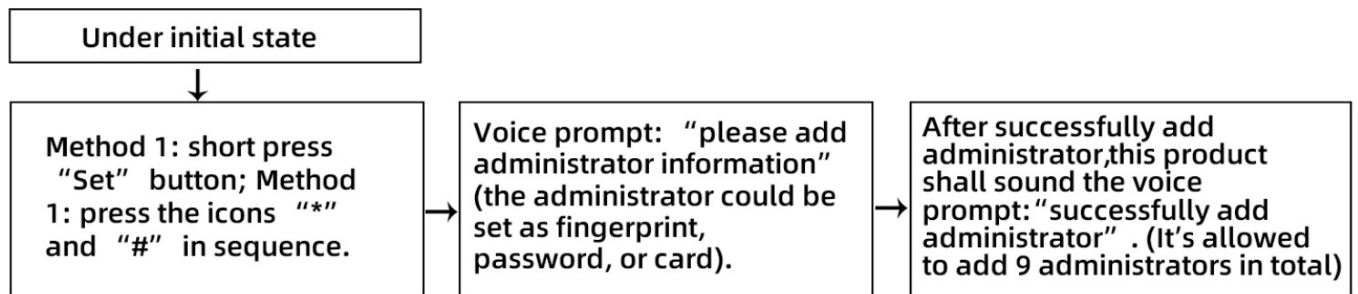 Under initial state
Method 1: short press
“Set” button; Method
1: press the icons “*”
and “#” in sequence.
Voice prompt: “please add
administrator information”
(the administrator could be
set as fingerprint,
password, or card).
After successfully add
administrator,this product
shall sound the voice
prompt:“successfully add
administrator” . (It’s allowed
to add 9 administrators in total)